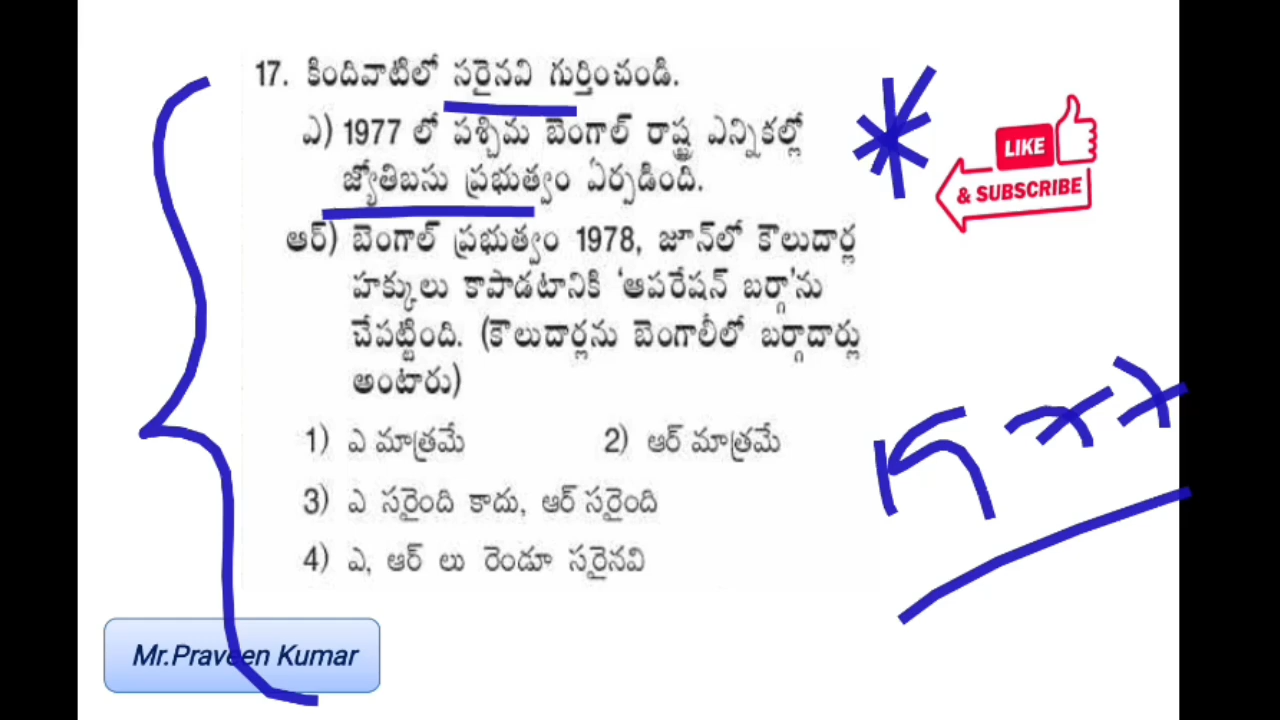 17. కిందివాటిలో సరైనవి గుర్తించండి.
ఎ) 1977 లో పశ్చిమ బెంగాల్ రాష్ట్ర ఎన్నికల్లో
జ్యోతిబసు ప్రభుత్వం ఏర్పడింది.
ఆర్) బెంగాల్ ప్రభుత్వం 1978, జూన్‌లో కౌలుదార్ల
హక్కులు కాపాడటానికి 'ఆపరేషన్ బర్గా'ను
చేపట్టింది. (కౌలుదార్లను బెంగాలీలో బర్గాదార్లు
అంటారు)
1) ఎ మాత్రమే 2) ఆర్ మాత్రమే
3) ఎ సరైంది కాదు, ఆర్ సరైంది
4) ఎ, ఆర్ లు రెండూ సరైనవి
LIKE
& SUBSCRIBE
Mr.Praveen Kumar